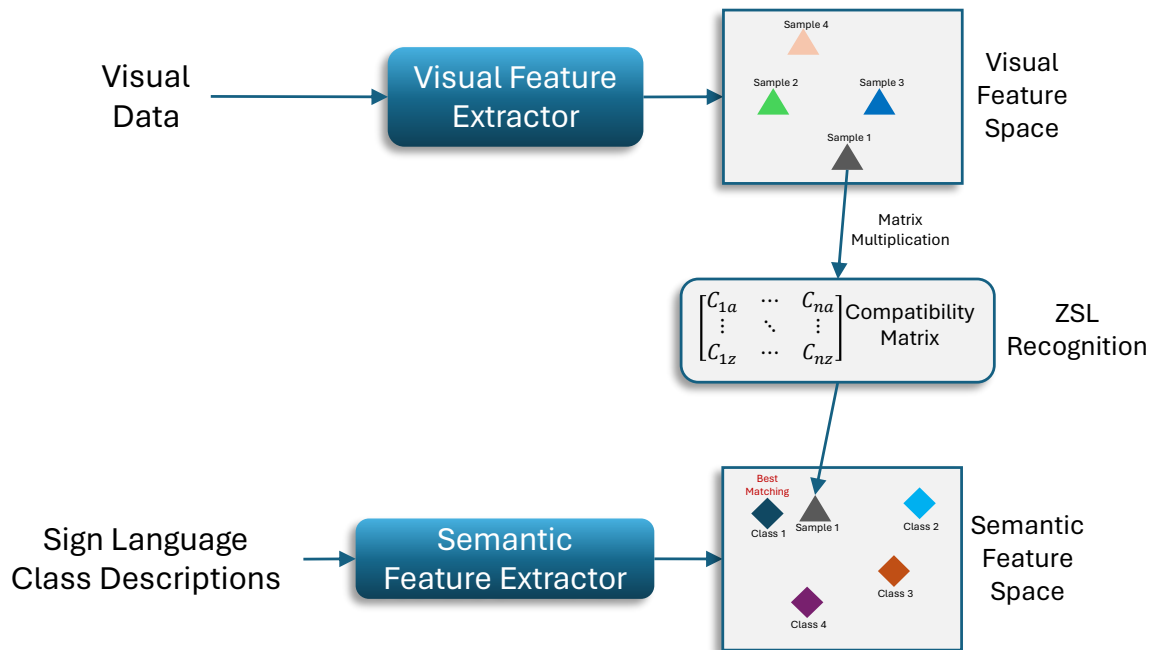 Sample 4
Visual
Data
Visual Feature
Extractor
Sample 2
Sample 3
Sample 1
Visual
Feature
Space
Matrix
Multiplication
C1a ⋯ Cna
⋮ ⋱ ⋮
C1z ⋯ Cnz
Compatibility
Matrix
ZSL
Recognition
Best
Matching
Class 1
Sample 1
Class 2
Class 3
Class 4
Sign Language
Class Descriptions
Semantic
Feature Extractor
Semantic
Feature
Space